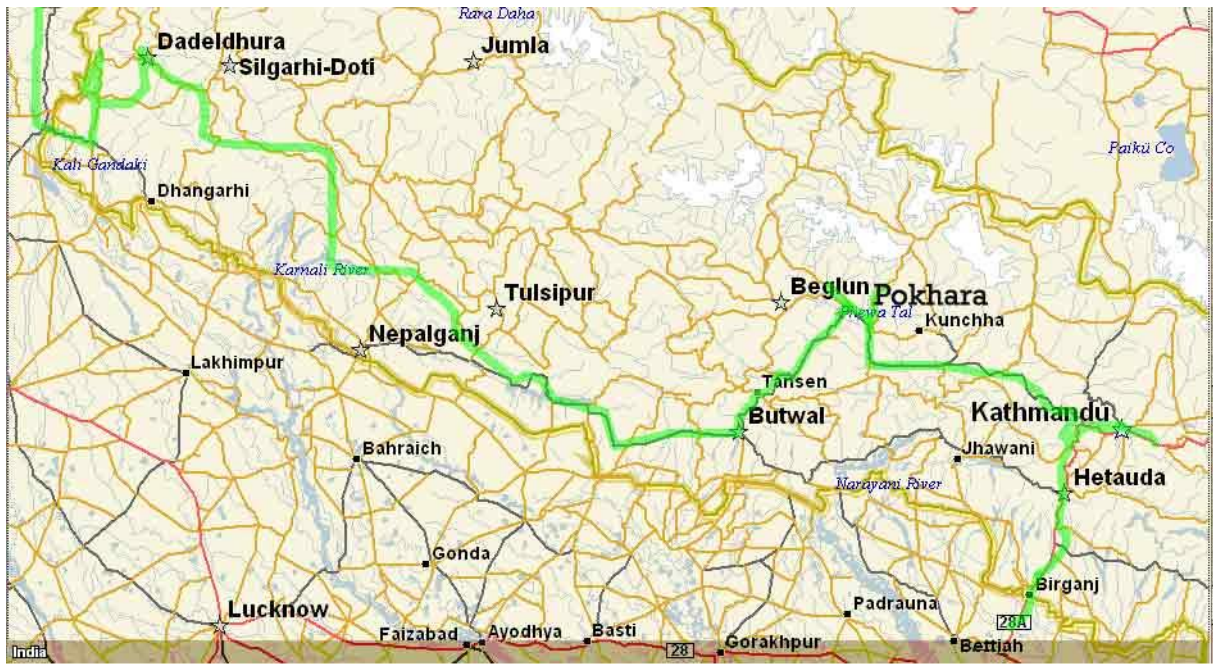 Rara Daha
Dadeldhura
Silgarhi-Doti
Jumla
Kali Gandaki
Paikü Co
Dhangarhi
Karnali River
Tulsipur
Beglun
Pokhara
Phewa Tal
Kunchha
Nepalganj
Lakhimpur
Tansen
Butwal
Kathmandu
Bahraich
Jhawani
Hetauda
Narayani River
Gonda
Birganj
Padrauna
28A
Lucknow
Faizabad
Ayodhya
Basti
28
Gorakhpur
Bettiah
India